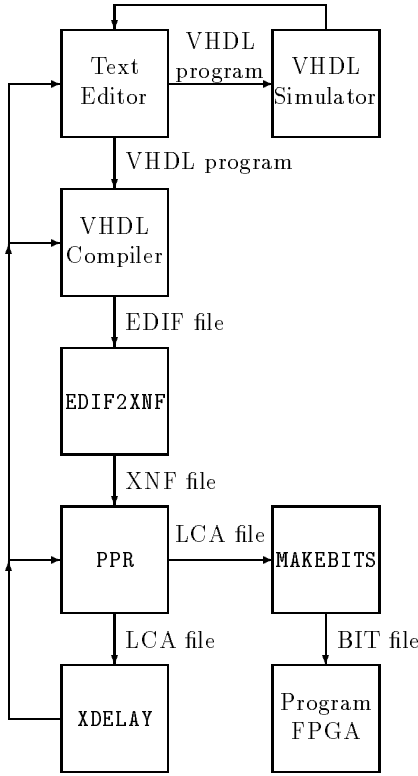 Text
Editor
VHDL
program
VHDL
Simulator
VHDL program
VHDL
Compiler
EDIF file
EDIF2XNF
XNF file
PPR
LCA file
MAKEBITS
LCA file
BIT file
XDELAY
Program
FPGA